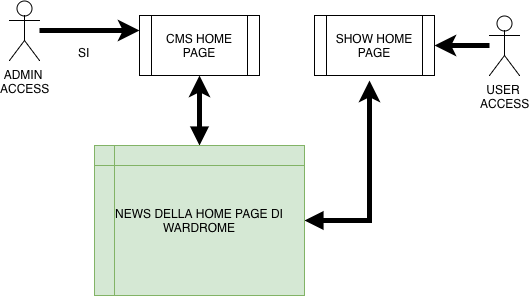 CMS HOME
PAGE
SHOW HOME
PAGE
SI
ADMIN
ACCESS
USER
ACCESS
NEWS DELLA HOME PAGE DI
WARDROME